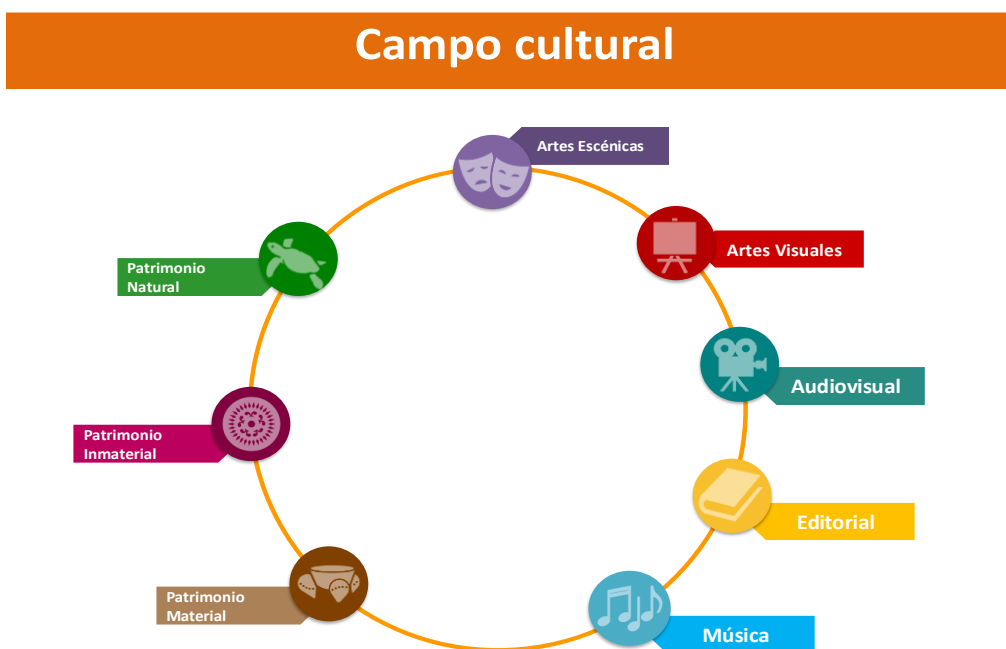 Campo cultural
Artes Escénicas
Artes Visuales
Audiovisual
Editorial
Música
Patrimonio
Material
Patrimonio
Inmaterial
Patrimonio
Natural